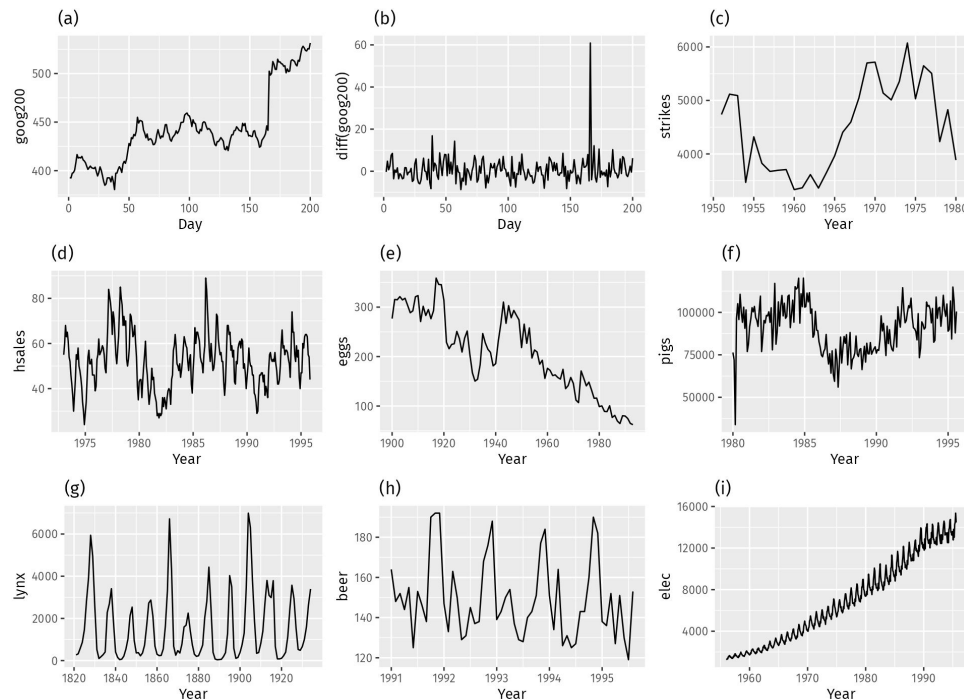 (a)
goog200
500
450
400
0
50
100
150
200
Day
(b)
diff(goog200)
60
40
20
0
0
50
100
150
200
Day
(c)
strikes
6000
5000
4000
1950
1955
1960
1965
1970
1975
1980
Year
(d)
hsales
80
60
40
1975
1980
1985
1990
1995
Year
(e)
eggs
300
200
100
1900
1920
1940
1960
1980
Year
(f)
pigs
100000
75000
50000
1980
1985
1990
1995
Year
(g)
lynx
6000
4000
2000
0
1820
1840
1860
1880
1900
1920
Year
(h)
beer
180
160
140
120
1991
1992
1993
1994
1995
Year
(i)
elec
16000
12000
8000
4000
1960
1970
1980
1990
Year